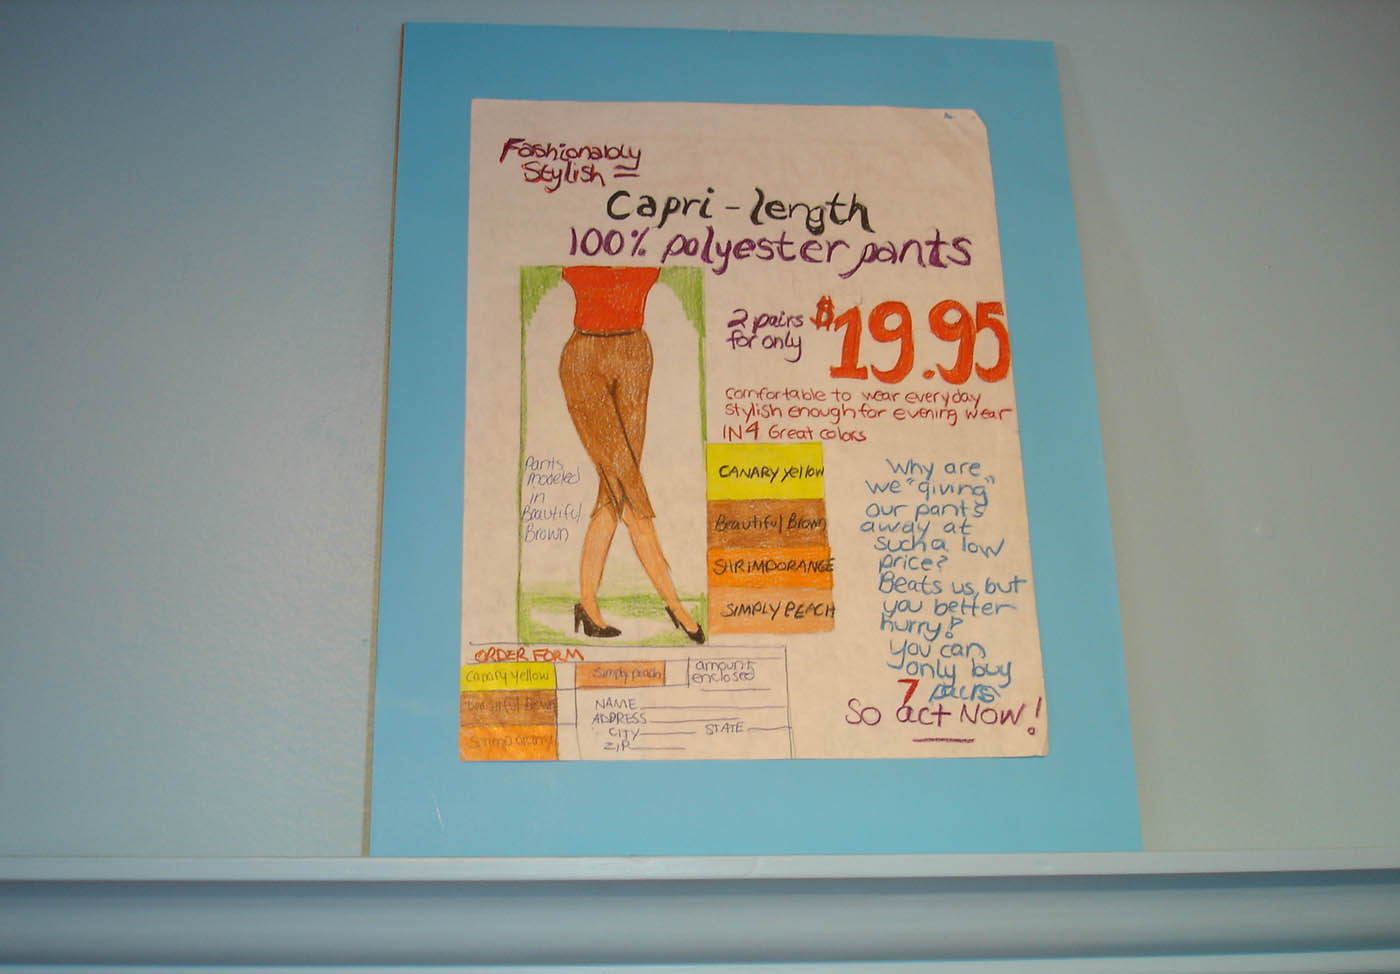 Fashionably
Stylish =
Capri-length
100% polyester pants
2 pairs
for only
$19.95
comfortable to wear everyday
stylish enough for evening wear
IN 4 Great colors
Pants
modeled
in
Beautiful
Brown
CANARY yellow
Beautiful Brown
SHRIMP ORANGE
SIMPLY PEACH
Why are
we "giving"
our pants
away at
such a low
price?
Beats us, but
you better
hurry!
You can
only buy
7 pairs
So act NOW!
ORDER FORM
Canary yellow
Beautiful Brown
Shrimp orange
Simply peach
amount
enclosed
NAME
ADDRESS
CITY STATE
ZIP